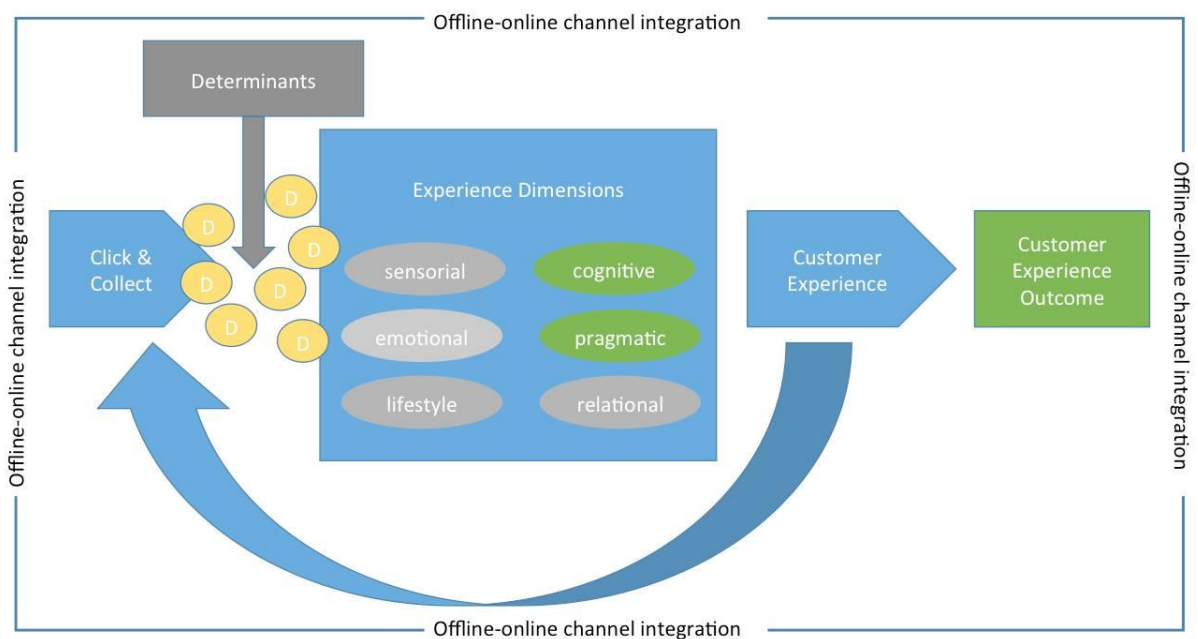 Offline-online channel integration
Determinants
Offline-online channel integration
Offline-online channel integration
Experience Dimensions
D
D
D
D
D
D
D
Click &
Collect
sensorial
cognitive
emotional
pragmatic
lifestyle
relational
Customer
Experience
Customer
Experience
Outcome
Offline-online channel integration